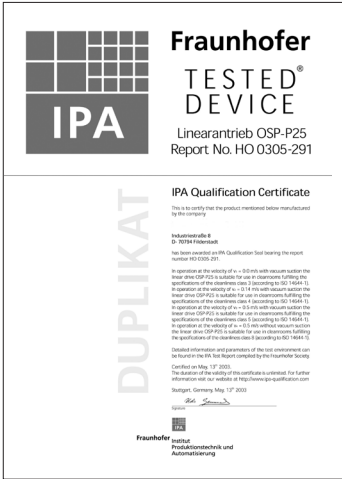 IPA
Fraunhofer
TESTED®
DEVICE
Linearantrieb OSP-P25
Report No. HO 0305-291
DUPLIKAT
IPA Qualification Certificate
This is to certify that the product mentioned below manufactured
by the company
Industriestraße 8
D- 70794 Filderstadt
has been awarded an IPA Qualification Seal bearing the report
number HO 0305-291.
In operation at the velocity of
m/s with vacuum suction the
linear drive OSP-P25 is suitable for use in cleanrooms fulfilling the
specifications of the cleanliness class 3 (according to ISO 14644-1).
In operation at the velocity of v = 0.14 m/s with vacuum suction the
linear drive OSP-P25 is suitable for use in cleanrooms fulfilling the
specifications of the cleanliness class 4 (according to ISO 14644-1).
In operation at the velocity of v = 0.5 m/s with vacuum suction the
linear drive OSP-P25 is suitable for use in cleanrooms fulfilling the
specifications of the cleanliness class 5 (according to ISO 14644-1).
In operation at the velocity of v = 0.5 m/s without vacuum suction
the linear drive OSP-P25 is suitable for use in cleanrooms fulfilling
the specifications of the cleanliness class 6 (according to ISO 14644-1).
Detailed information and parameters of the test environment can
be found in the IPA Test Report compiled by the Fraunhofer Society.
Certified on May, 13th 2003.
The duration of the validity of this certificate is unlimited. For further
information visit our website at http://www.ipa-qualification.com
Stuttgart, Germany, May, 13th 2003
Signature
IPA
Fraunhofer Institut
Produktionstechnik und
Automatisierung